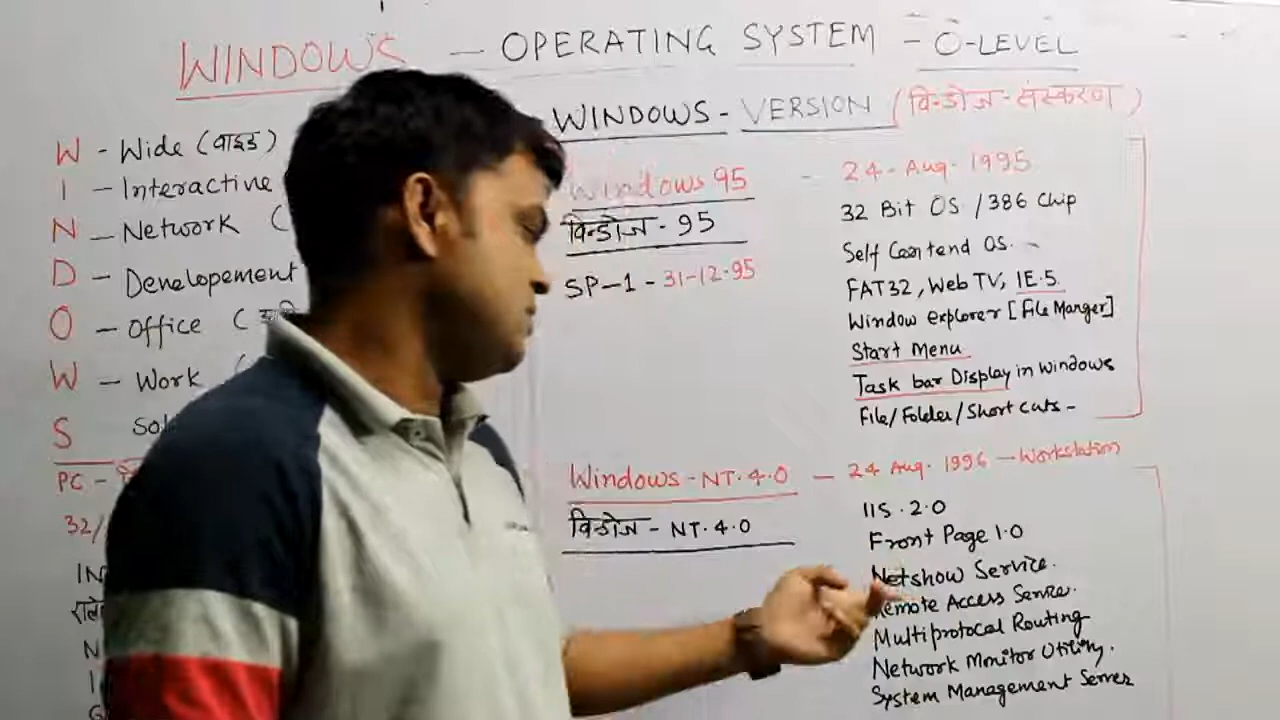 WINDOWS - OPERATING SYSTEM - O-LEVEL
WINDOWS - VERSION (विन्डोज-संस्करण)
W - Wide (वाइड)
I - Interactive
N - Network (
D - Developement
O - Office (
W - Work (
S
PC -
32/
IN
N
I
Windows 95 - 24-Aug-1995
विन्डोज - 95
SP-1 - 31-12-95
32 Bit OS / 386 Chip
Self Contend OS.
FAT32, Web TV, IE.5
Window explorer [File Manger]
Start Menu
Task bar Display in windows
File/Folder/Short cuts -
Windows - NT.4.0 - 24 Aug. 1996 - Workstation
विन्डोज - NT.4.0
IIS.2.0
Front Page 1.0
Netshow Service.
emote Access Service.
Multiprotocal Routing
Network Monitor Utility.
System Management Server